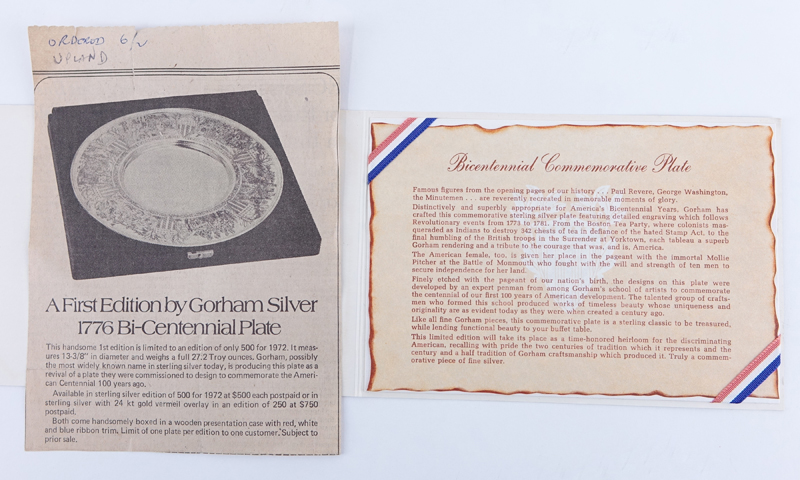 ORDERED 6/
UPLAND
A First Edition by Gorham Silver
1776 Bi-Centennial Plate
This handsome 1st edition is limited to an edition of only 500 for 1972. It meas-
ures 13-3/8" in diameter and weighs a full 27.2 Troy ounces. Gorham, possibly
the most widely known name in sterling silver today, is producing this plate as a
revival of a plate they were commissioned to design to commemorate the Ameri-
can Centennial 100 years ago.
Available in sterling silver edition of 500 for 1972 at $500 each postpaid or in
sterling silver with 24 kt gold vermeil overlay in an edition of 250 at $750
postpaid.
Both come handsomely boxed in a wooden presentation case with red, white
and blue ribbon trim. Limit of one plate per edition to one customer. Subject to
prior sale.
Bicentennial Commemorative Plate
Famous figures from the opening pages of our history . . . Paul Revere, George Washington,
the Minutemen . . . are reverently recreated in memorable moments of glory.
Distinctively and superbly appropriate for America's Bicentennial Years, Gorham has
crafted this commemorative sterling silver plate featuring detailed engraving which follows
Revolutionary events from 1773 to 1781. From the Boston Tea Party, where colonists mas-
queraded as Indians to destroy 342 chests of tea in defiance of the hated Stamp Act, to the
final humbling of the British troops in the Surrender at Yorktown, each tableau a superb
Gorham rendering and a tribute to the courage that was, and is, America.
The American female, too, is given her place in the pageant with the immortal Mollie
Pitcher at the Battle of Monmouth who fought with the will and strength of ten men to
secure independence for her land.
Finely etched with the pageant of our nation's birth, the designs on this plate were
developed by an expert penman from among Gorham's school of artists to commemorate
the centennial of our first 100 years of American development. The talented group of crafts-
men who formed this school produced works of timeless beauty whose uniqueness and
originality are as evident today as they were when created a century ago.
Like all fine Gorham pieces, this commemorative plate is a sterling classic to be treasured,
while lending functional beauty to your buffet table.
This limited edition will take its place as a time-honored heirloom for the discriminating
American, recalling with pride the two centuries of tradition which it represents and the
century and a half tradition of Gorham craftsmanship which produced it. Truly a commem-
orative piece of fine silver.